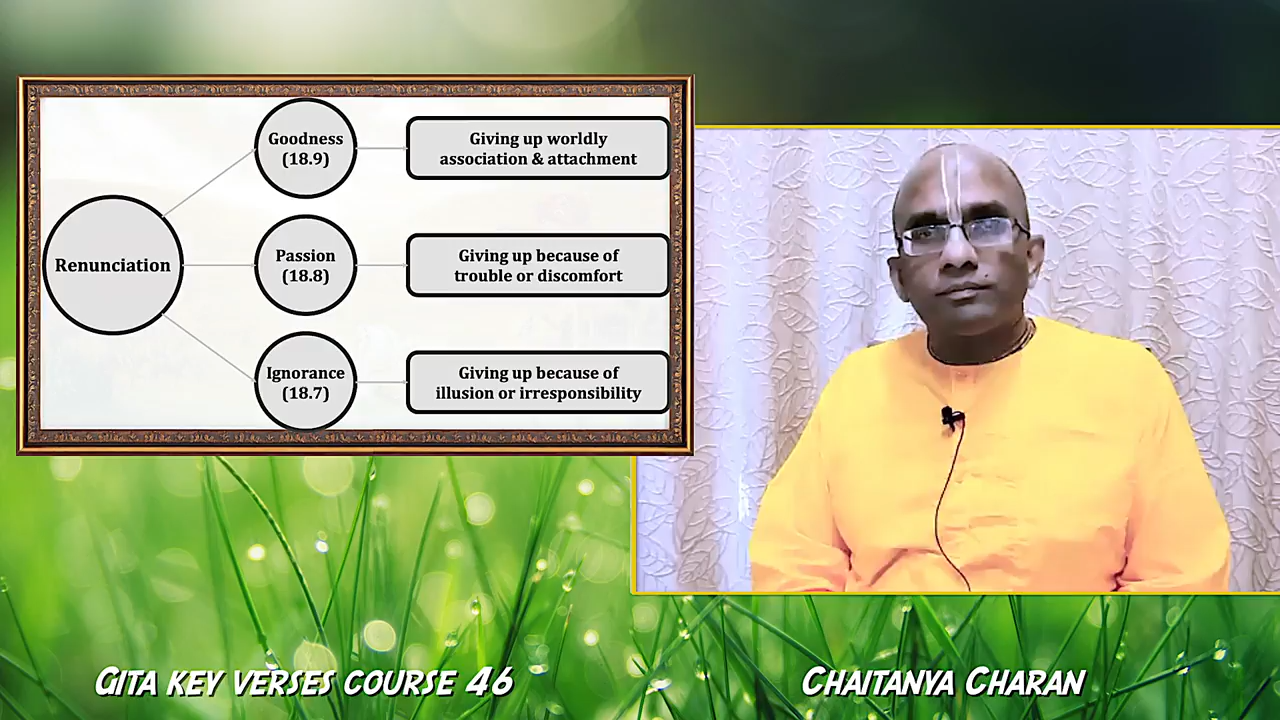 Renunciation
Goodness
(18.9)
Giving up worldly
association & attachment
Passion
(18.8)
Giving up because of
trouble or discomfort
Ignorance
(18.7)
Giving up because of
illusion or irresponsibility
Gita key verses course 46
Chaitanya Charan